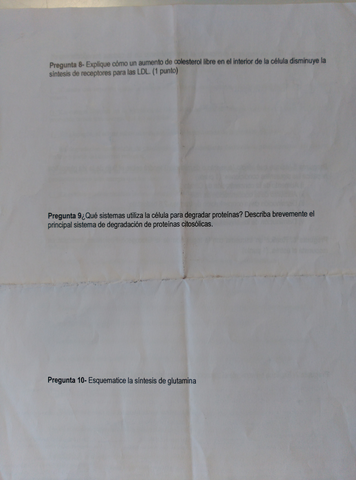 Pregunta 8- Explique cómo un aumento de colesterol libre en el interior de la célula disminuye la
síntesis de receptores para las LDL. (1 punto)
Pregunta 9¿Qué sistemas utiliza la célula para degradar proteínas? Describa brevemente el
principal sistema de degradación de proteínas citosólicas.
Pregunta 10- Esquematice la síntesis de glutamina